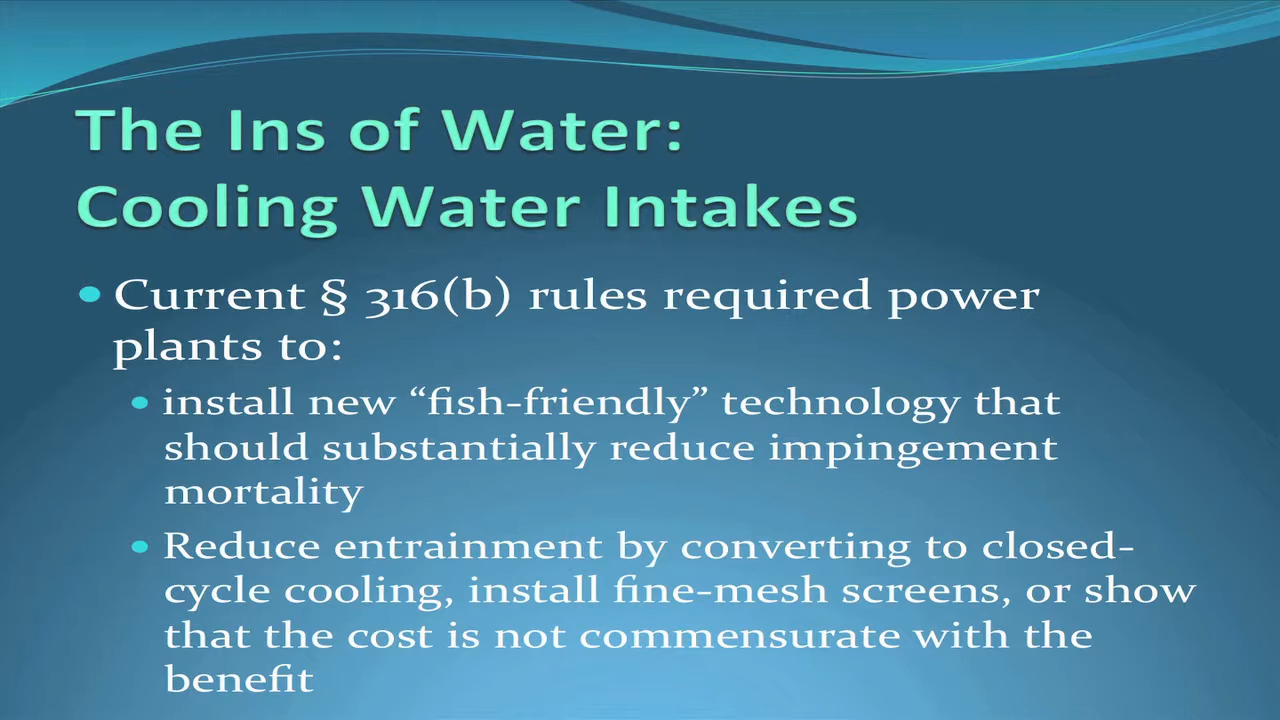 The Ins of Water:
Cooling Water Intakes
• Current § 316(b) rules required power
plants to:
• install new “fish-friendly” technology that
should substantially reduce impingement
mortality
• Reduce entrainment by converting to closed-
cycle cooling, install fine-mesh screens, or show
that the cost is not commensurate with the
benefit